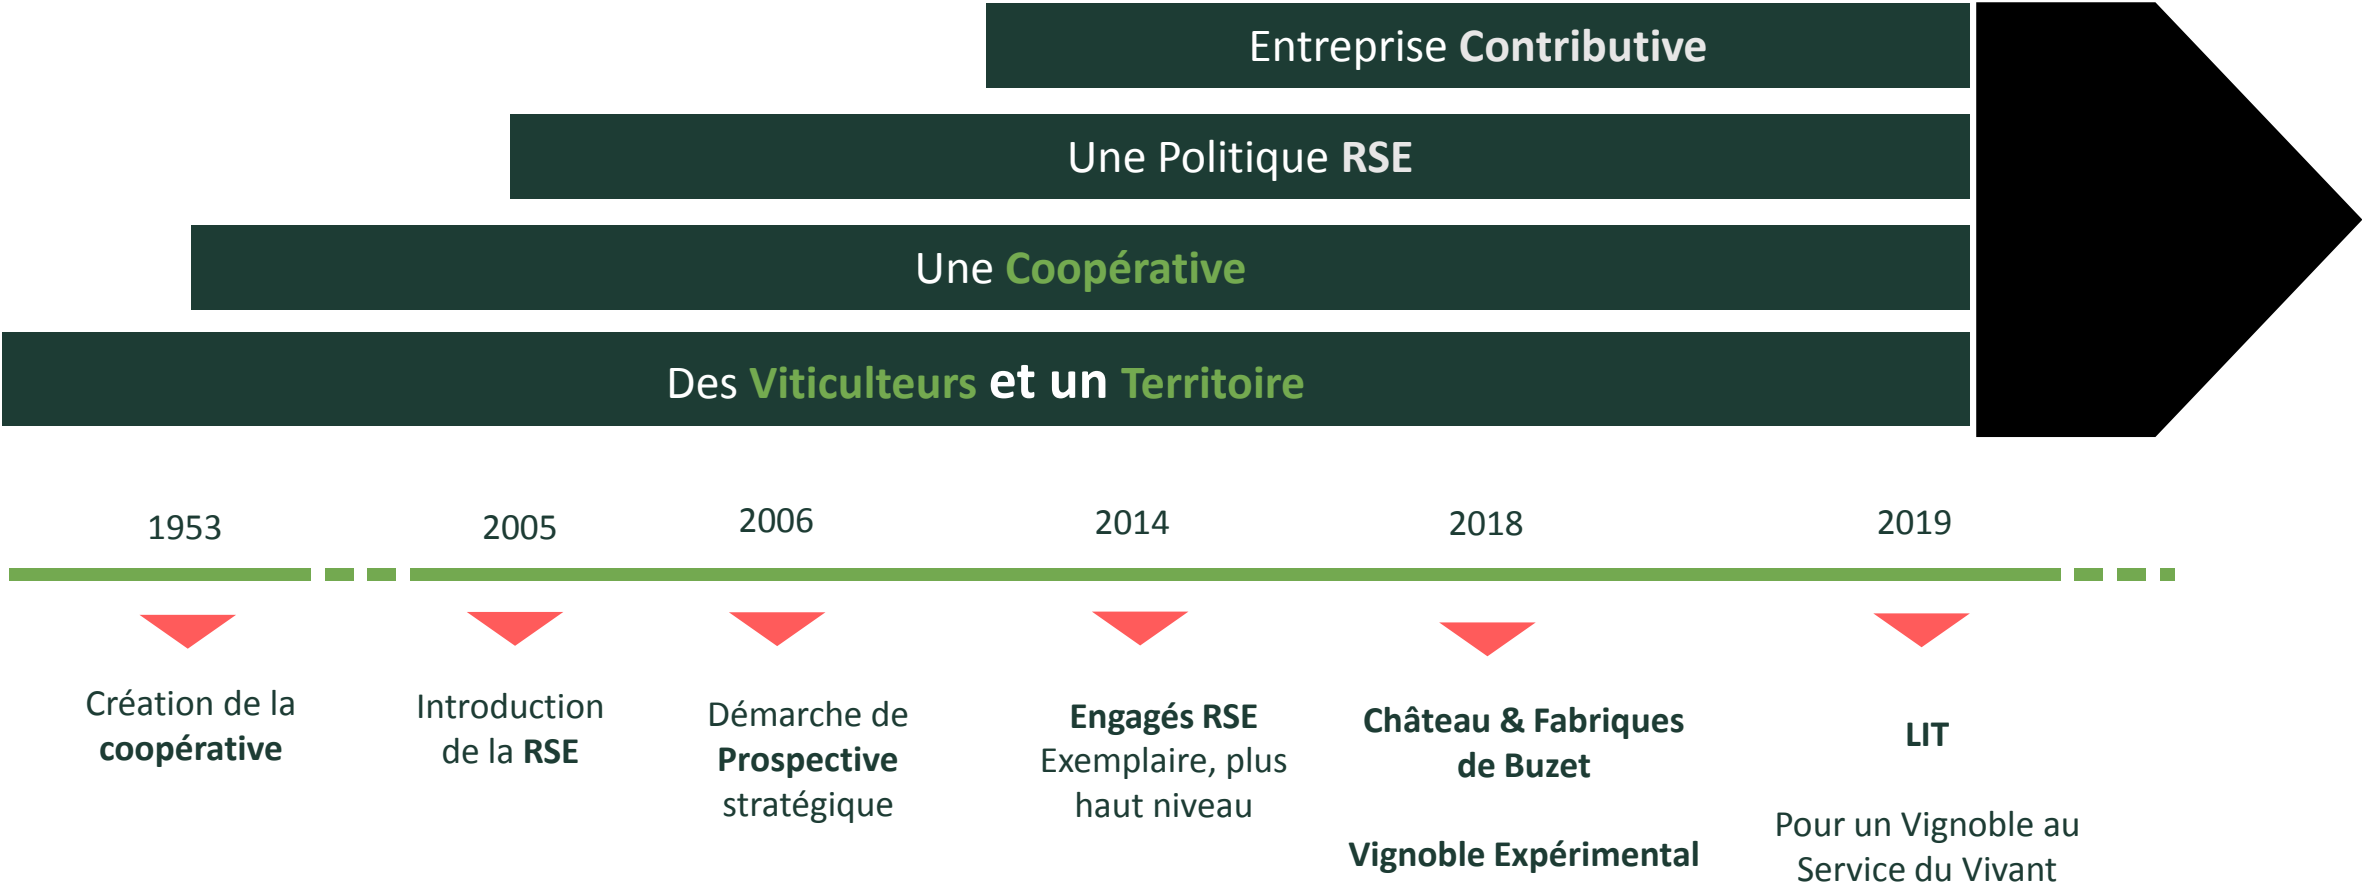 Entreprise Contributive
Une Politique RSE
Une Coopérative
Des Viticulteurs et un Territoire
1953
2005
2006
2014
2018
2019
Création de la
coopérative
Introduction
de la RSE
Démarche de
Prospective
stratégique
Engagés RSE
Exemplaire, plus
haut niveau
Château & Fabriques
de Buzet
Vignoble Expérimental
LIT
Pour un Vignoble au
Service du Vivant